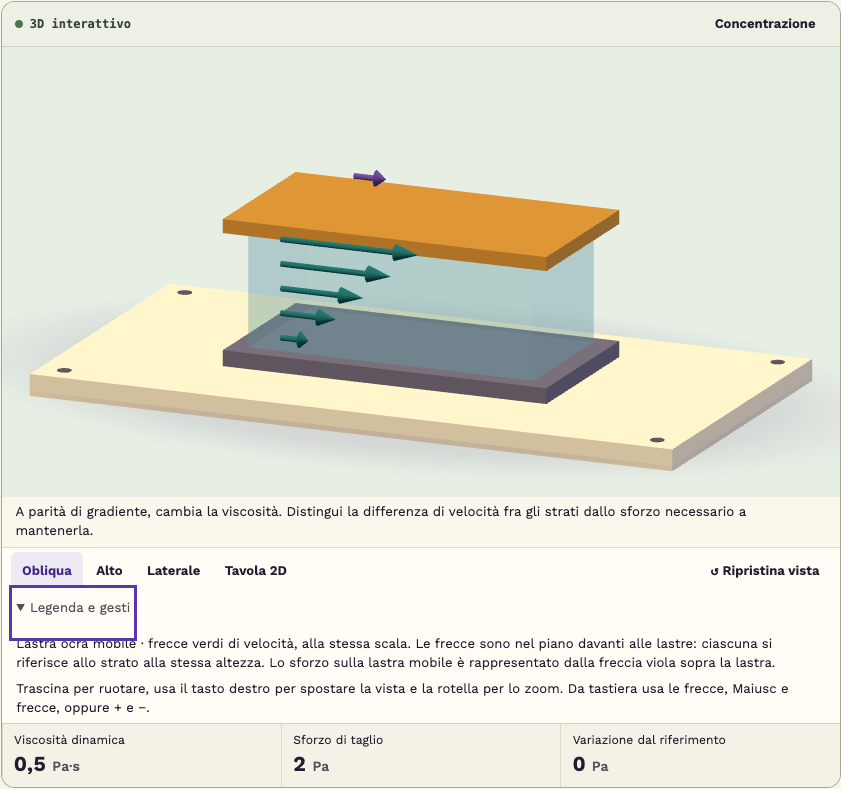 3D interattivo
Concentrazione
A parità di gradiente, cambia la viscosità. Distingui la differenza di velocità fra gli strati dallo sforzo necessario a
mantenerla.
Obliqua Alto Laterale Tavola 2D ↺ Ripristina vista
▼ Legenda e gesti
Lastra ocra mobile · frecce verdi di velocità, alla stessa scala. Le frecce sono nel piano davanti alle lastre: ciascuna si
riferisce allo strato alla stessa altezza. Lo sforzo sulla lastra mobile è rappresentato dalla freccia viola sopra la lastra.
Trascina per ruotare, usa il tasto destro per spostare la vista e la rotella per lo zoom. Da tastiera usa le frecce, Maiusc e
frecce, oppure + e −.
Viscosità dinamica
0,5 Pa·s
Sforzo di taglio
2 Pa
Variazione dal riferimento
0 Pa